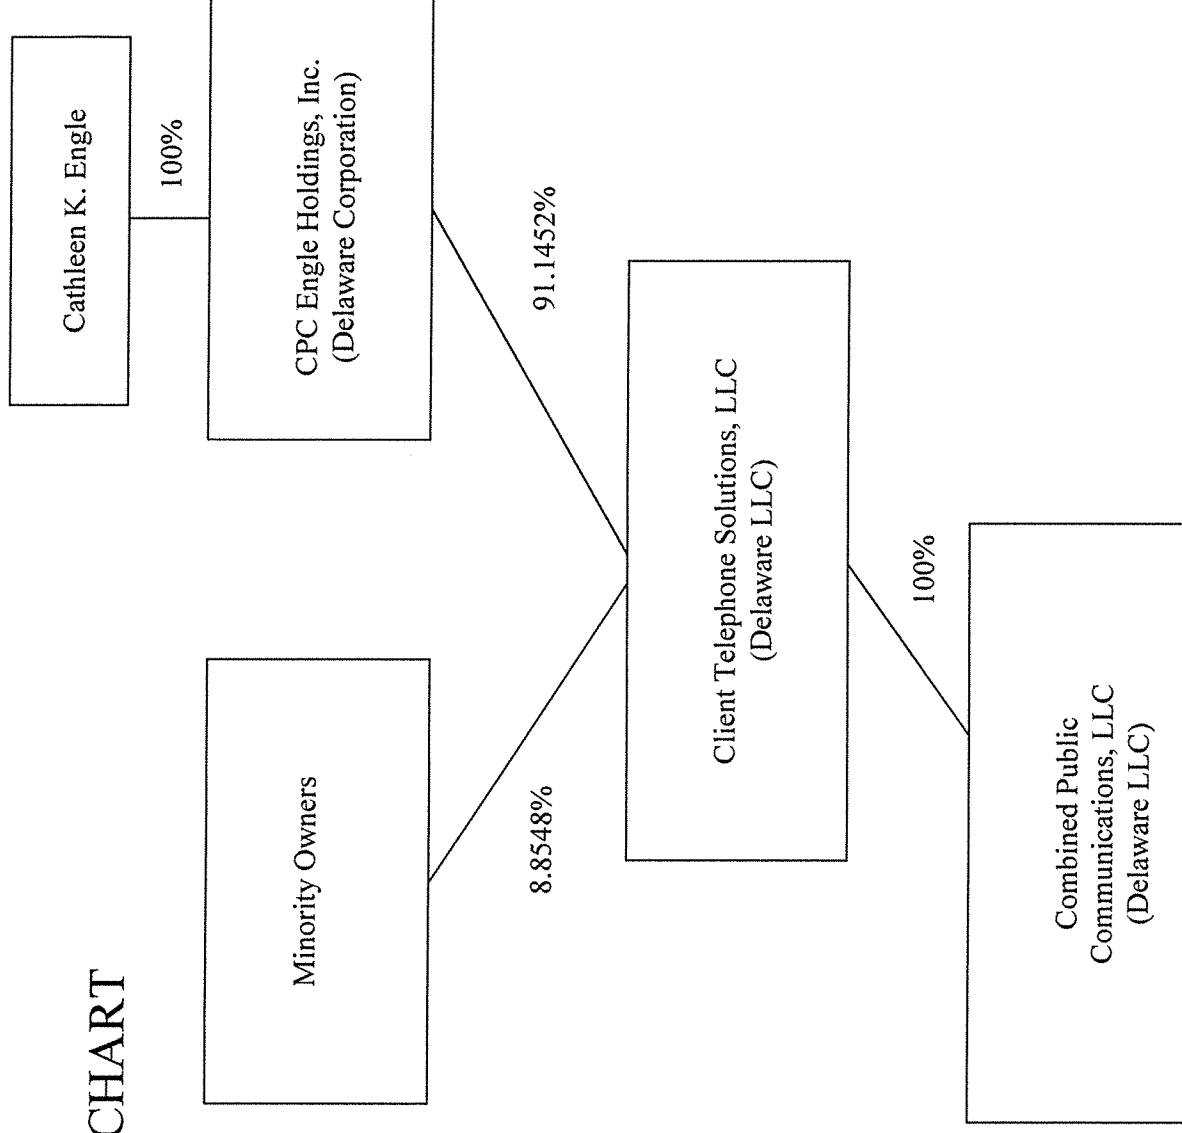 CHART
Cathleen K. Engle
100%
CPC Engle Holdings, Inc.
(Delaware Corporation)
Minority Owners
91.1452%
8.8548%
Client Telephone Solutions, LLC
(Delaware LLC)
100%
Combined Public
Communications, LLC
(Delaware LLC)